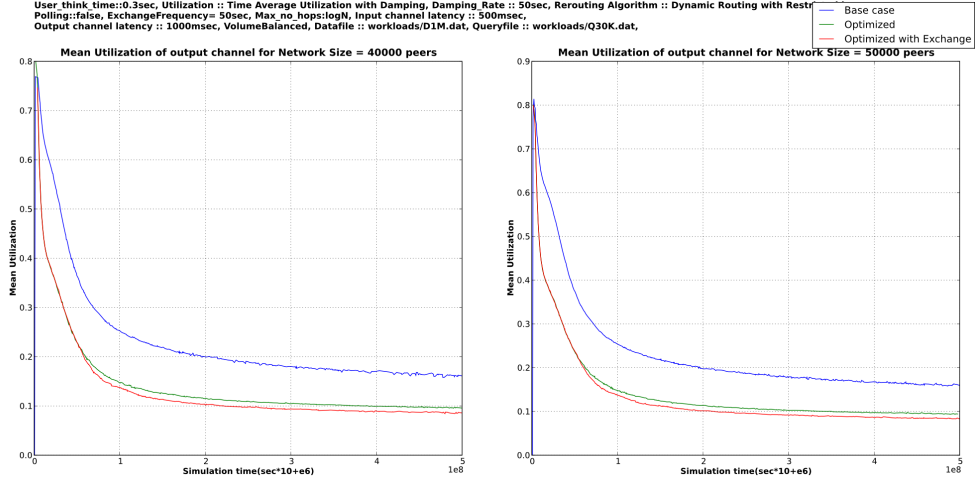 User_think_time::0.3sec, Utilization :: Time Average Utilization with Damping, Damping_Rate :: 50sec, Rerouting Algorithm :: Dynamic Routing with
Polling::false, ExchangeFrequency= 50sec, Max_no_hops:logN, Input channel latency :: 500msec,
Output channel latency :: 1000msec, VolumeBalanced, Datafile :: workloads/D1M.dat, Queryfile :: workloads/Q30K.dat,
Base case
Optimized
Optimized with Exchange
Mean Utilization of output channel for Network Size = 40000 peers
0.8
0.7
0.6
0.5
0.4
0.3
0.2
0.1
0.0
Mean Utilization
0 1 2 3 4 5
1e8
Simulation time(sec*10+e6)
Mean Utilization of output channel for Network Size = 50000 peers
0.9
0.8
0.7
0.6
0.5
0.4
0.3
0.2
0.1
0.0
Mean Utilization
0 1 2 3 4 5
1e8
Simulation time(sec*10+e6)